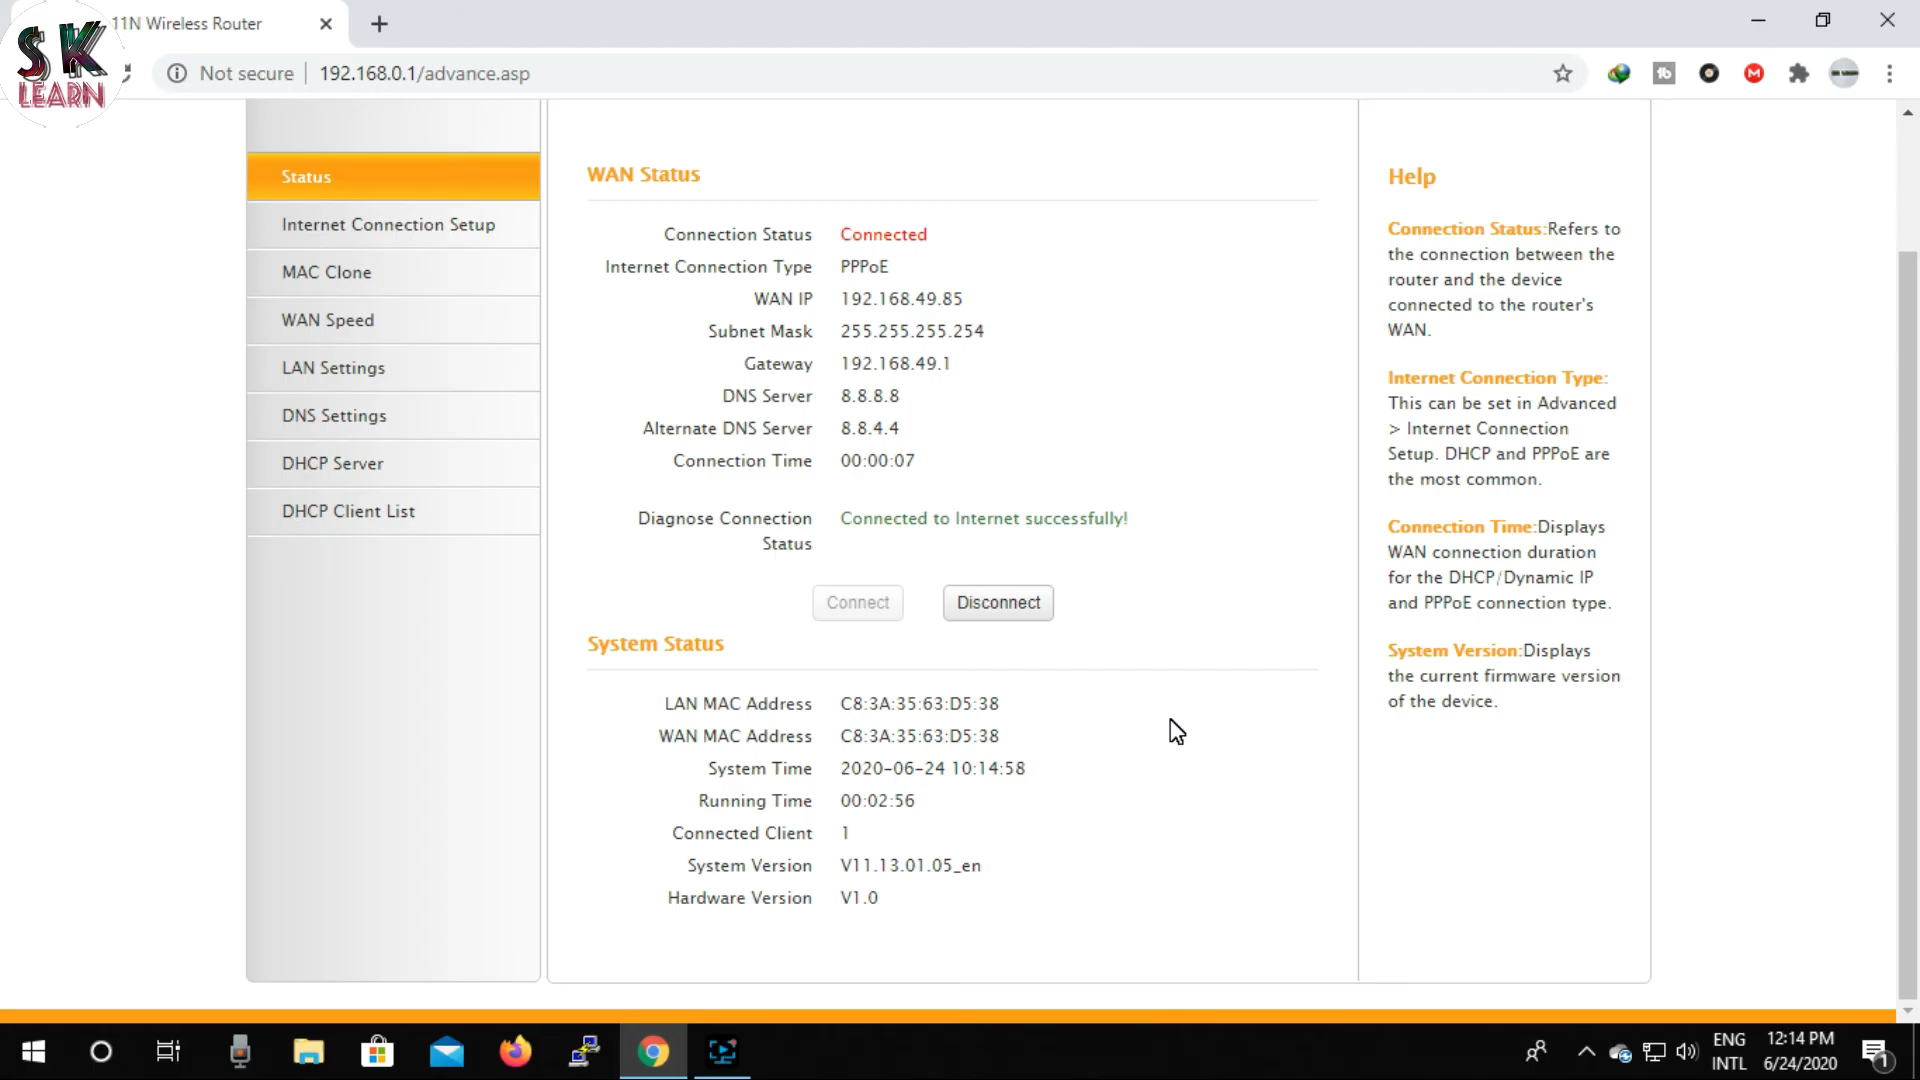 11N Wireless Router
SK
LEARN
Not secure
192.168.0.1/advance.asp
Status
Internet Connection Setup
MAC Clone
WAN Speed
LAN Settings
DNS Settings
DHCP Server
DHCP Client List
WAN Status
Connection Status Connected
Internet Connection Type PPPoE
WAN IP 192.168.49.85
Subnet Mask 255.255.255.254
Gateway 192.168.49.1
DNS Server 8.8.8.8
Alternate DNS Server 8.8.4.4
Connection Time 00:00:07
Diagnose Connection Connected to Internet successfully!
Status
Connect Disconnect
System Status
LAN MAC Address C8:3A:35:63:D5:38
WAN MAC Address C8:3A:35:63:D5:38
System Time 2020-06-24 10:14:58
Running Time 00:02:56
Connected Client 1
System Version V11.13.01.05_en
Hardware Version V1.0
Help
Connection Status:Refers to
the connection between the
router and the device
connected to the router's
WAN.
Internet Connection Type:
This can be set in Advanced
> Internet Connection
Setup. DHCP and PPPoE are
the most common.
Connection Time:Displays
WAN connection duration
for the DHCP/Dynamic IP
and PPPoE connection type.
System Version:Displays
the current firmware version
of the device.
ENG
INTL
12:14 PM
6/24/2020
1